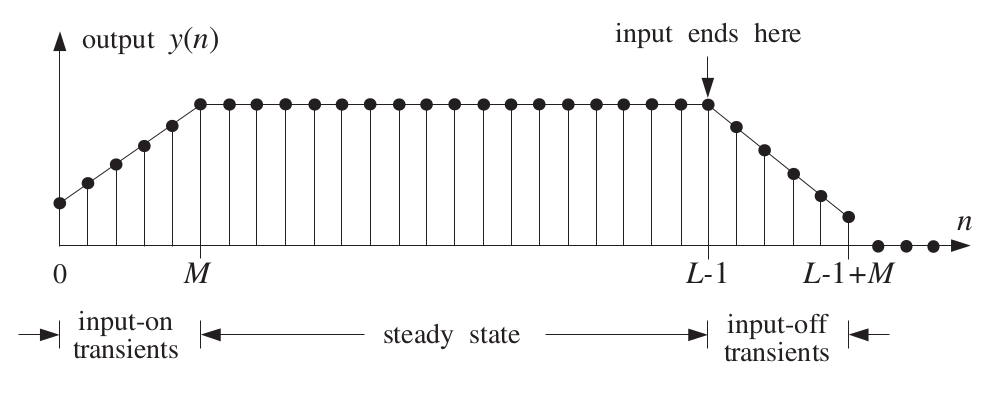 output y(n)
input ends here
n
0
M
L-1
L-1+M
input-on
transients
steady state
input-off
transients